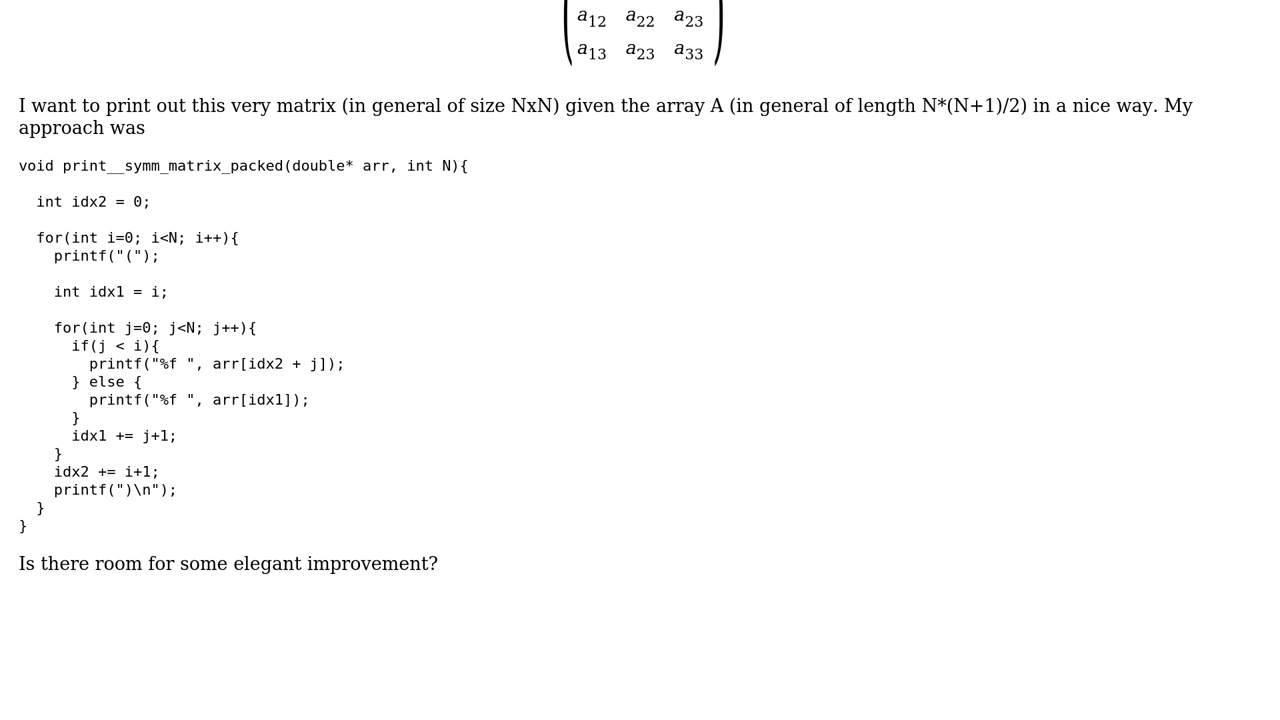 a12 a22 a23
a13 a23 a33
I want to print out this very matrix (in general of size NxN) given the array A (in general of length N*(N+1)/2) in a nice way. My
approach was
void print__symm_matrix_packed(double* arr, int N){
  int idx2 = 0;
  for(int i=0; i<N; i++){
    printf("(");
    int idx1 = i;
    for(int j=0; j<N; j++){
      if(j < i){
        printf("%f ", arr[idx2 + j]);
      } else {
        printf("%f ", arr[idx1]);
      }
      idx1 += j+1;
    }
    idx2 += i+1;
    printf(")\n");
  }
}
Is there room for some elegant improvement?